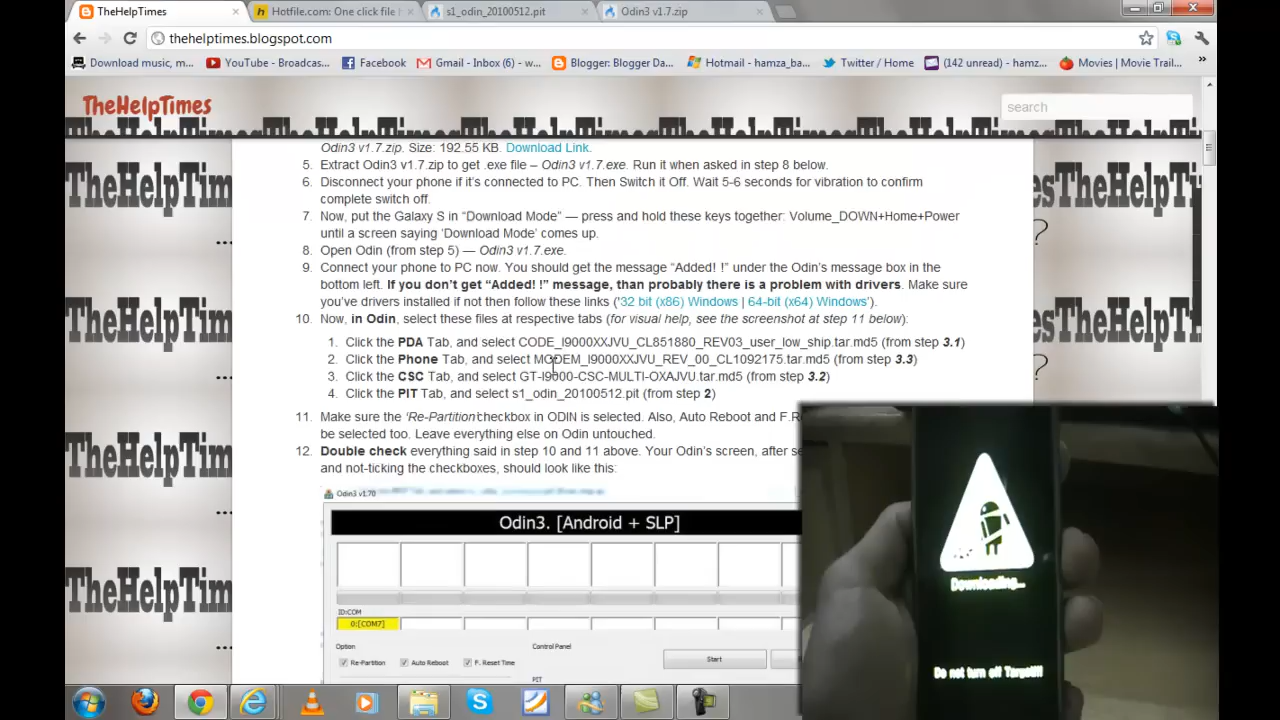 TheHelpTimes
Hotfile.com: One click file h
s1_odin_20100512.pit
Odin3 v1.7.zip
thehelptimes.blogspot.com
Download music, m...
YouTube - Broadcas...
Facebook
Gmail - Inbox (6) - w...
Blogger: Blogger Da...
Hotmail - hamza_ba...
Twitter / Home
(142 unread) - hamz...
Movies | Movie Trail...
TheHelpTimes
search
Odin3 v1.7.zip. Size: 192.55 KB. Download Link.
5. Extract Odin3 v1.7.zip to get .exe file – Odin3 v1.7.exe. Run it when asked in step 8 below.
6. Disconnect your phone if it's connected to PC. Then Switch it Off. Wait 5-6 seconds for vibration to confirm
complete switch off.
7. Now, put the Galaxy S in “Download Mode” — press and hold these keys together: Volume_DOWN+Home+Power
until a screen saying ‘Download Mode’ comes up.
8. Open Odin (from step 5) — Odin3 v1.7.exe.
9. Connect your phone to PC now. You should get the message “Added! !” under the Odin's message box in the
bottom left. If you don't get “Added! !” message, than probably there is a problem with drivers. Make sure
you've drivers installed if not then follow these links ('32 bit (x86) Windows | 64-bit (x64) Windows').
10. Now, in Odin, select these files at respective tabs (for visual help, see the screenshot at step 11 below):
1. Click the PDA Tab, and select CODE_I9000XXJVU_CL851880_REV03_user_low_ship.tar.md5 (from step 3.1)
2. Click the Phone Tab, and select MODEM_I9000XXJVU_REV_00_CL1092175.tar.md5 (from step 3.3)
3. Click the CSC Tab, and select GT-I9000-CSC-MULTI-OXAJVU.tar.md5 (from step 3.2)
4. Click the PIT Tab, and select s1_odin_20100512.pit (from step 2)
11. Make sure the ‘Re-Partition’ checkbox in ODIN is selected. Also, Auto Reboot and F.R
be selected too. Leave everything else on Odin untouched.
12. Double check everything said in step 10 and 11 above. Your Odin's screen, after se
and not-ticking the checkboxes, should look like this:
Odin3 v1.70
Odin3. [Android + SLP]
ID:COM
0:[COM7]
Option
Control Panel
Re-Partition
Auto Reboot
F. Reset Time
Start
PIT
Downloading...
Do not turn off Target!!!